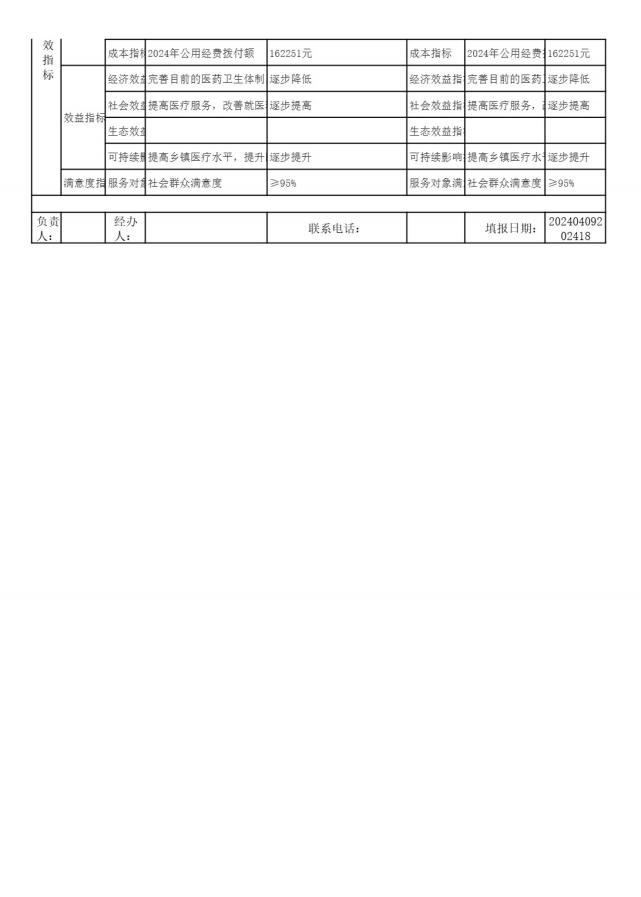 效
指
标
成本指标 2024年公用经费拨付额 162251元 成本指标 2024年公用经费 162251元
效益指标
经济效益 完善目前的医药卫生体制 逐步降低 经济效益指 完善目前的医药 逐步降低
社会效益 提高医疗服务，改善就医 逐步提高 社会效益指 提高医疗服务， 逐步提高
生态效益 生态效益指
可持续影 提高乡镇医疗水平，提升 逐步提升 可持续影响 提高乡镇医疗水平 逐步提升
满意度指 服务对象 社会群众满意度 ≥95% 服务对象满 社会群众满意度 ≥95%
负责
人：
经办
人：
联系电话：
填报日期：
202404092
02418